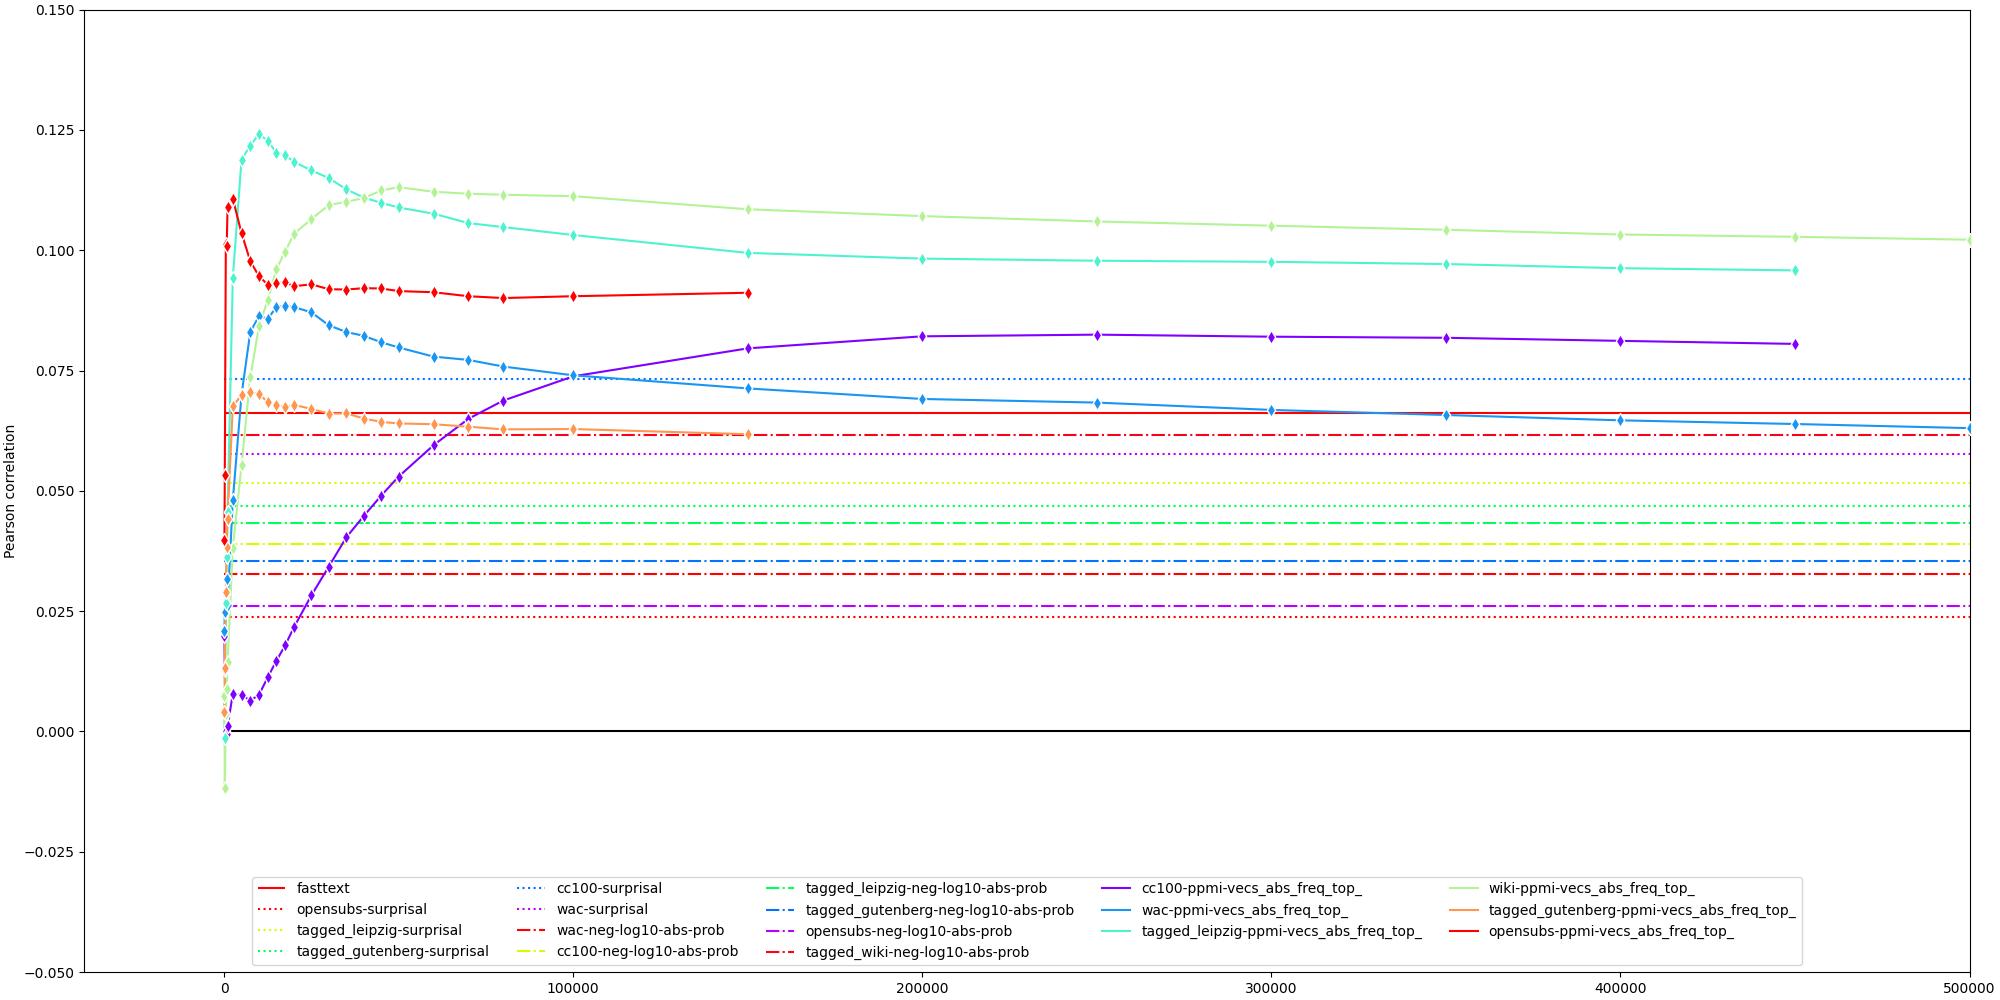 0.150
0.125
0.100
0.075
0.050
0.025
0.000
−0.025
−0.050
Pearson correlation
fasttext
opensubs-surprisal
tagged_leipzig-surprisal
tagged_gutenberg-surprisal
cc100-surprisal
wac-surprisal
wac-neg-log10-abs-prob
cc100-neg-log10-abs-prob
tagged_leipzig-neg-log10-abs-prob
tagged_gutenberg-neg-log10-abs-prob
opensubs-neg-log10-abs-prob
tagged_wiki-neg-log10-abs-prob
cc100-ppmi-vecs_abs_freq_top_
wac-ppmi-vecs_abs_freq_top_
tagged_leipzig-ppmi-vecs_abs_freq_top_
wiki-ppmi-vecs_abs_freq_top_
tagged_gutenberg-ppmi-vecs_abs_freq_top_
opensubs-ppmi-vecs_abs_freq_top_
0 100000 200000 300000 400000 500000